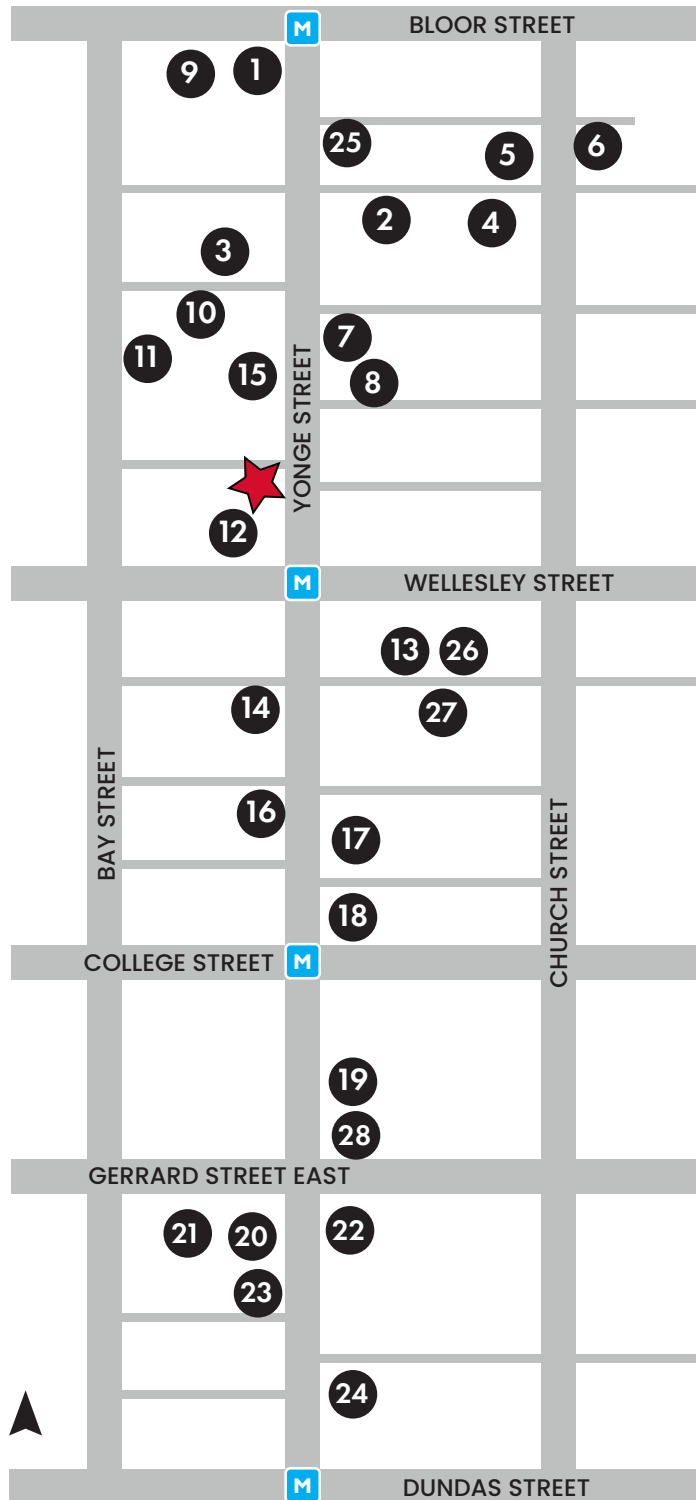 M
BLOOR STREET
9
1
25
5
6
2
4
3
10
7
11
15
8
YONGE STREET
12
M
WELLESLEY STREET
13
26
14
27
BAY STREET
16
17
CHURCH STREET
18
COLLEGE STREET
M
19
28
GERRARD STREET EAST
21
20
22
23
24
M
DUNDAS STREET